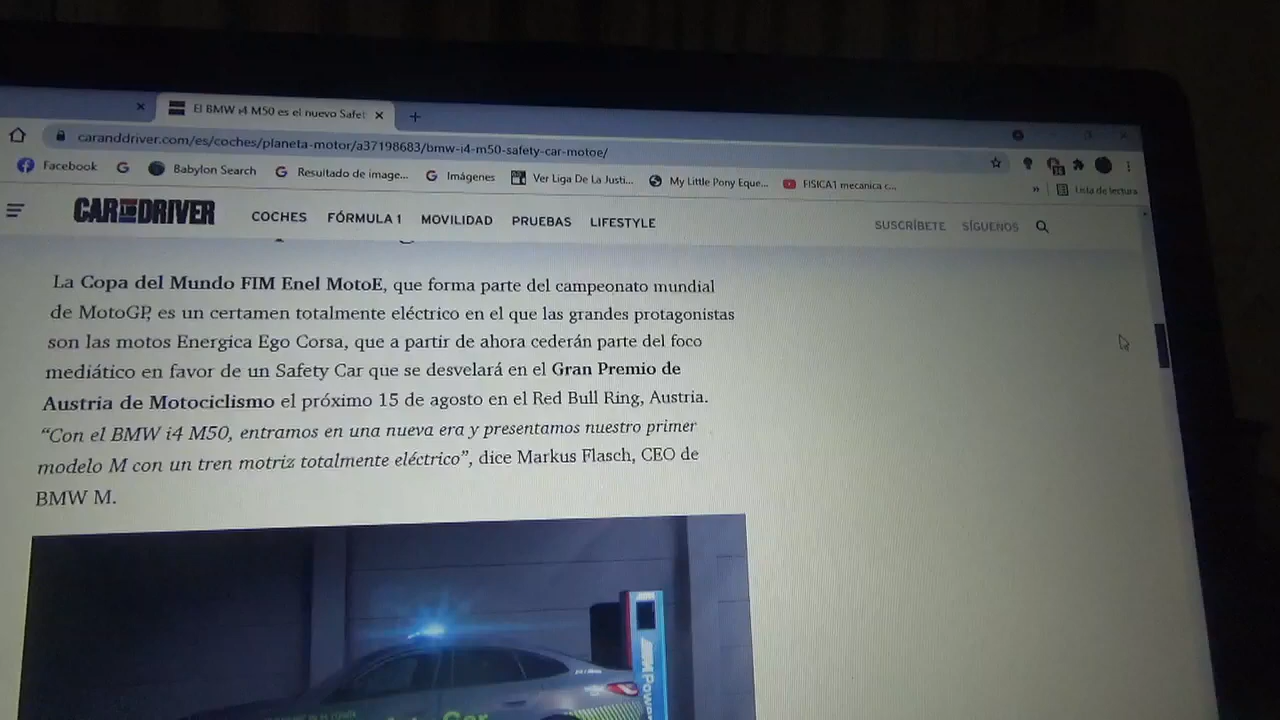 El BMW i4 M50 es el nuevo Safet
caranddriver.com/es/coches/planeta-motor/a37198683/bmw-i4-m50-safety-car-motoe/
Facebook
Babylon Search
Resultado de image...
Imágenes
Ver Liga De La Justi...
My Little Pony Eque...
FISICA1 mecanica c...
Lista de lectura
CAR AND DRIVER
COCHES
FÓRMULA 1
MOVILIDAD
PRUEBAS
LIFESTYLE
SUSCRÍBETE
SÍGUENOS
La Copa del Mundo FIM Enel MotoE, que forma parte del campeonato mundial
de MotoGP, es un certamen totalmente eléctrico en el que las grandes protagonistas
son las motos Energica Ego Corsa, que a partir de ahora cederán parte del foco
mediático en favor de un Safety Car que se desvelará en el Gran Premio de
Austria de Motociclismo el próximo 15 de agosto en el Red Bull Ring, Austria.
“Con el BMW i4 M50, entramos en una nueva era y presentamos nuestro primer
modelo M con un tren motriz totalmente eléctrico”, dice Markus Flasch, CEO de
BMW M.
Car